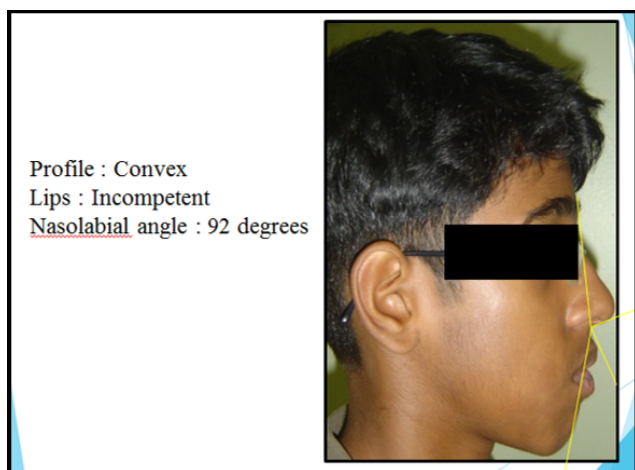 Profile : Convex
Lips : Incompetent
Nasolabial angle : 92 degrees